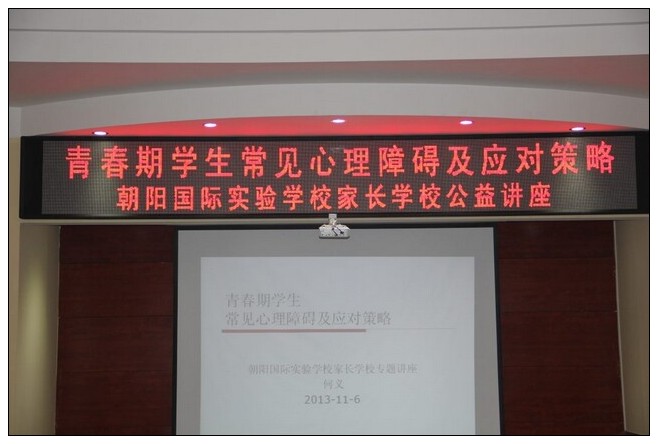 青春期学生常见心理障碍及应对策略
朝阳国际实验学校家长学校公益讲座
青春期学生
常见心理障碍及应对策略
朝阳国际实验学校家长学校专题讲座
何义
2013-11-6